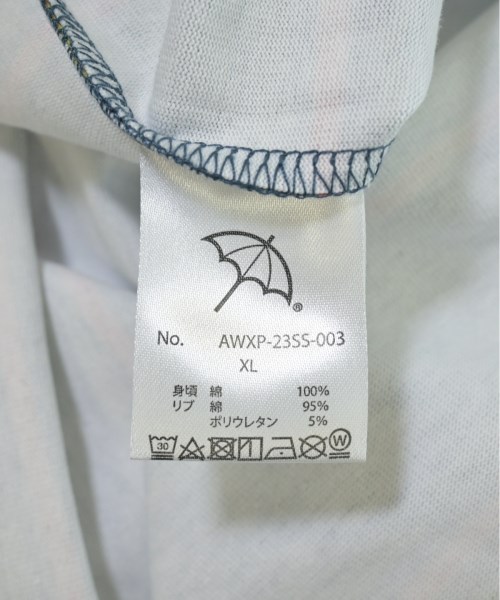 ®
No. AWXP-23SS-003
XL
身頃 綿 100%
リブ 綿 95%
ポリウレタン 5%
30 W